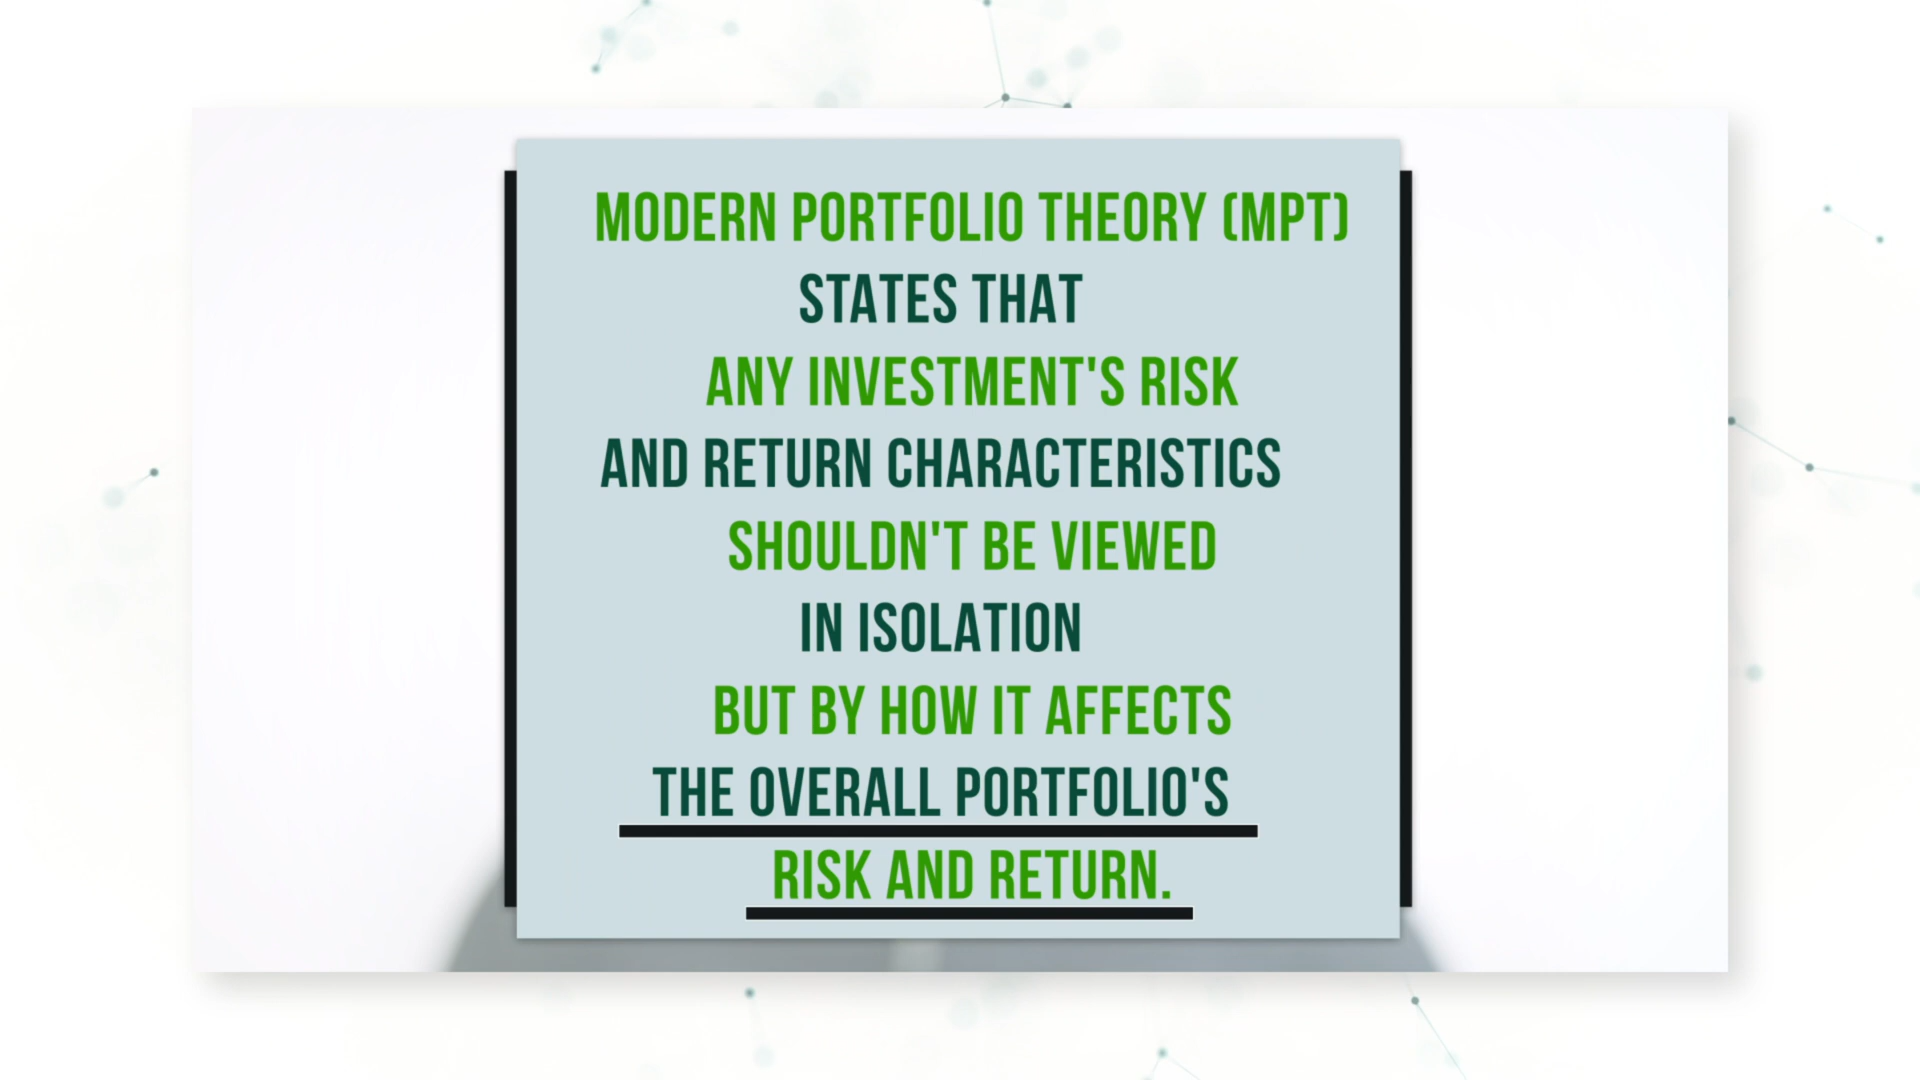 MODERN PORTFOLIO THEORY (MPT)
STATES THAT
ANY INVESTMENT'S RISK
AND RETURN CHARACTERISTICS
SHOULDN'T BE VIEWED
IN ISOLATION
BUT BY HOW IT AFFECTS
THE OVERALL PORTFOLIO'S
RISK AND RETURN.